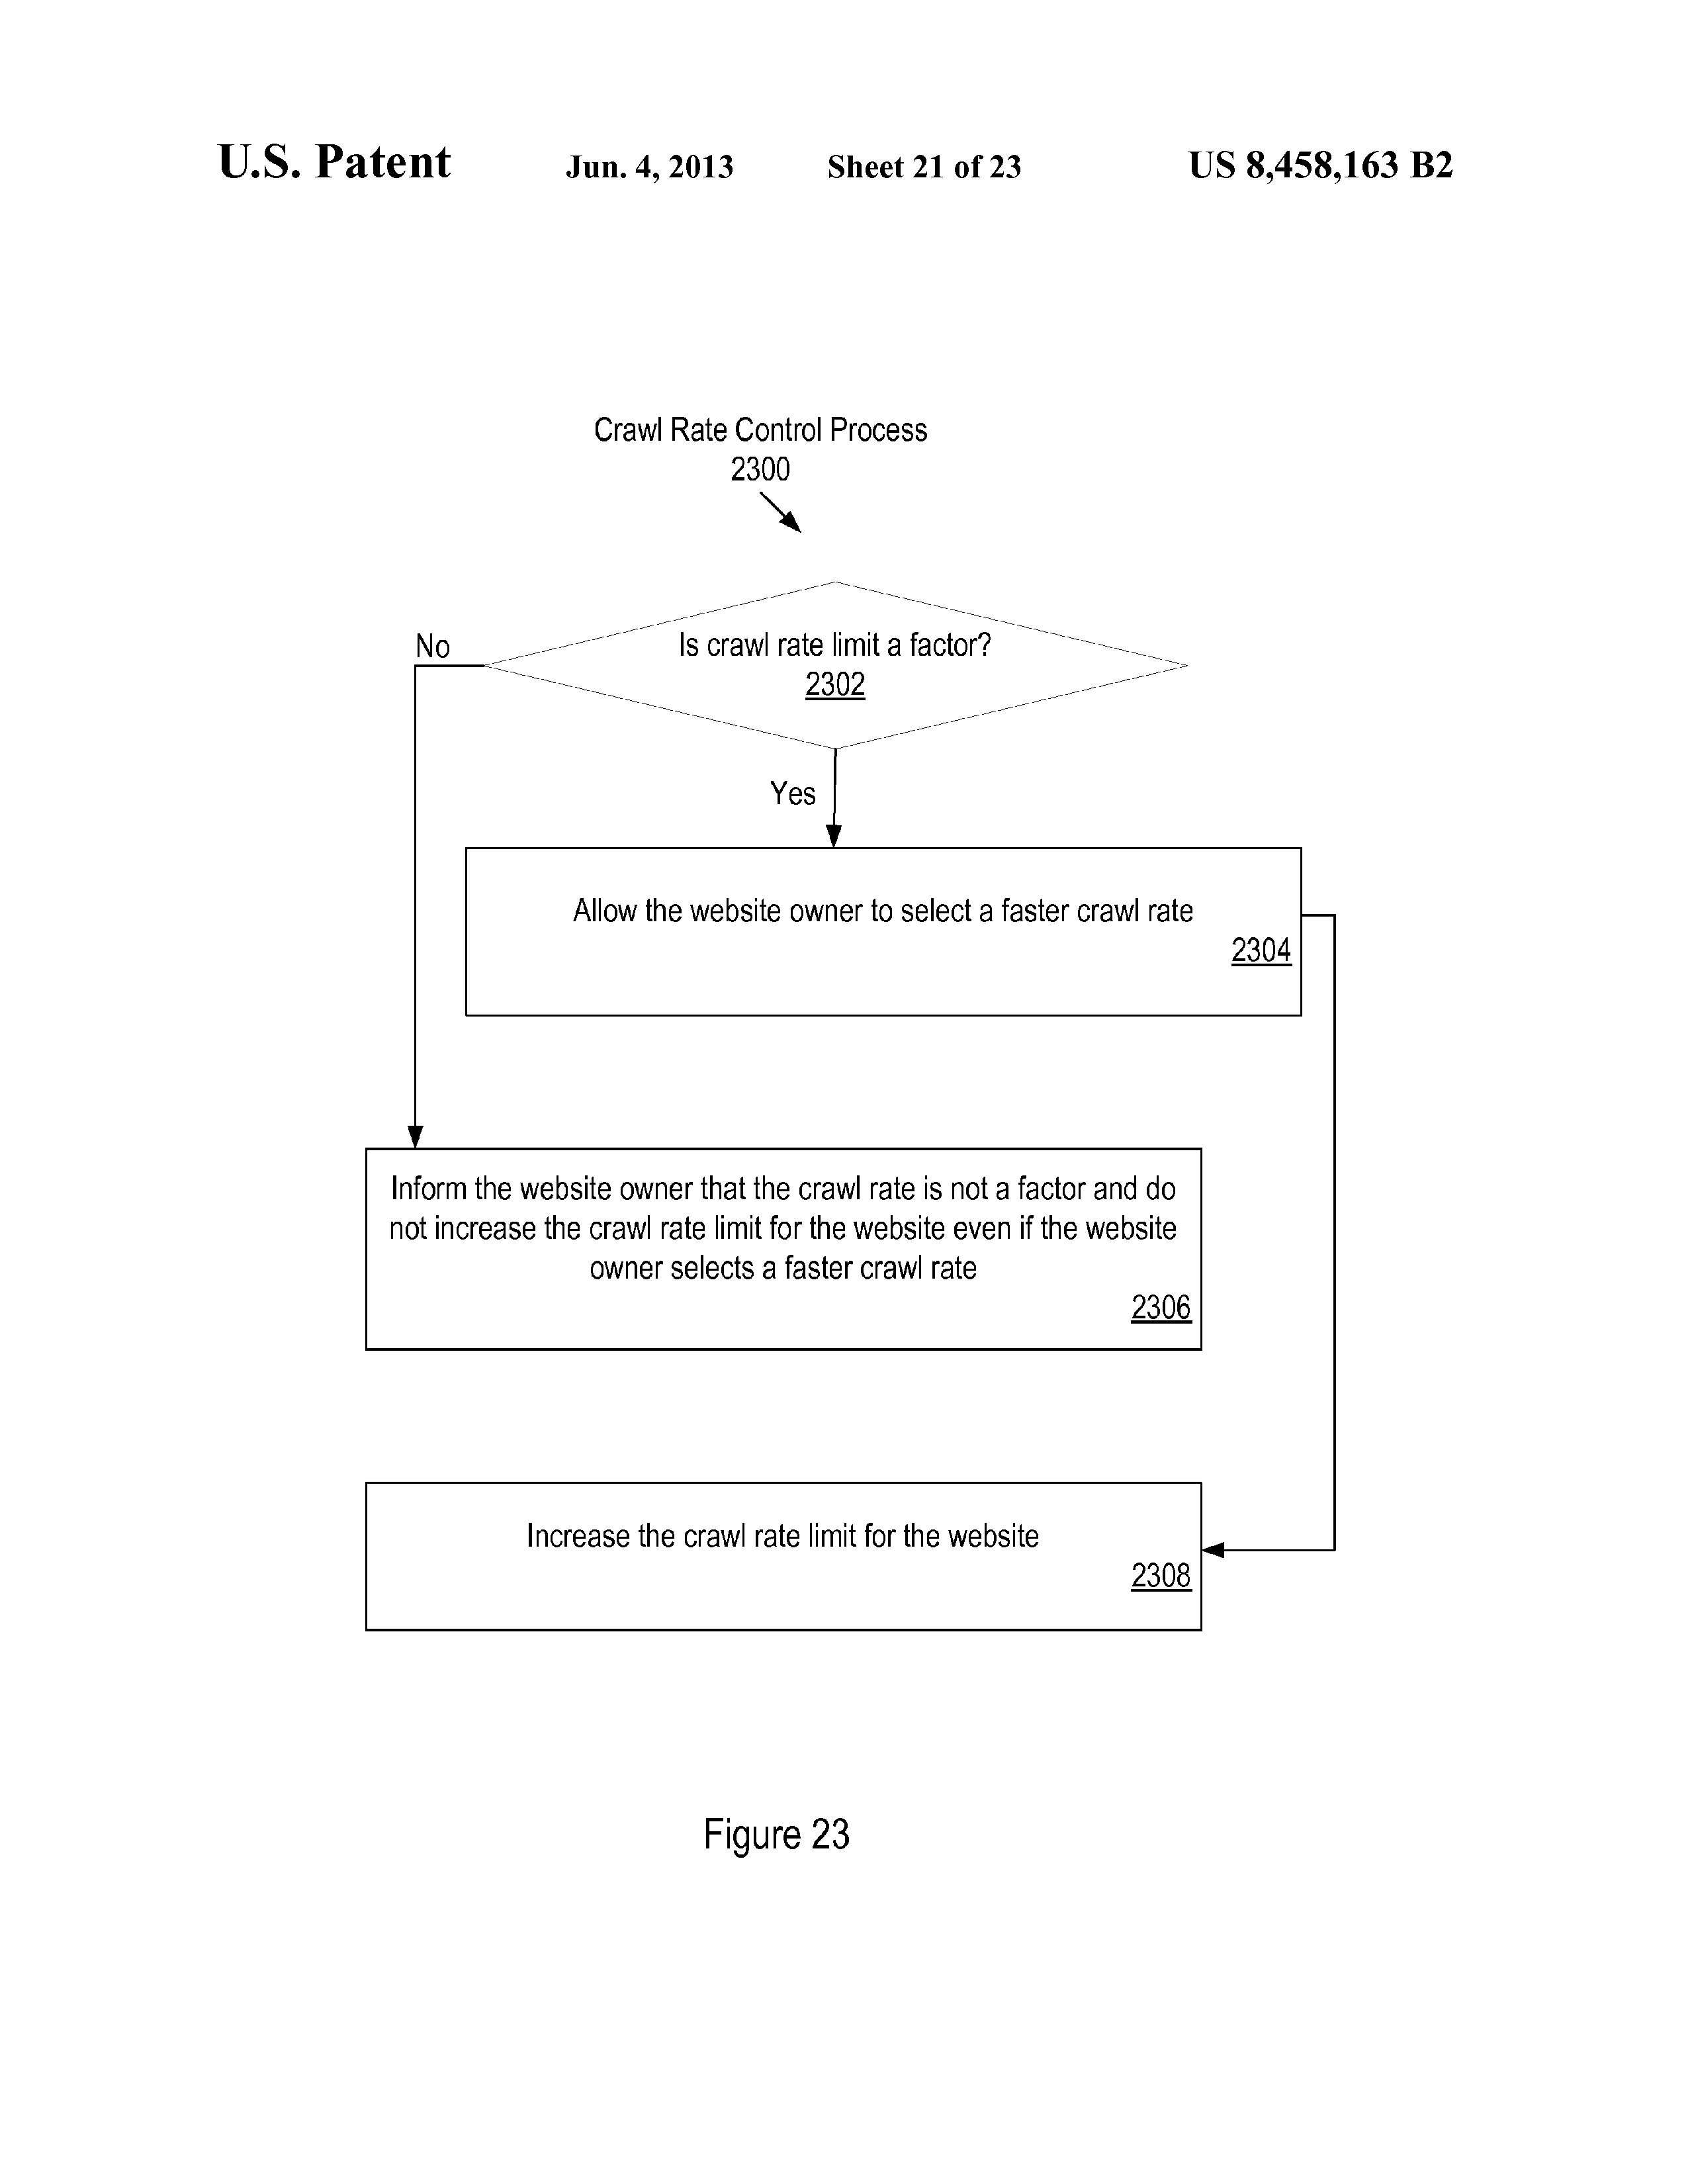 U.S. Patent Jun. 4, 2013 Sheet 21 of 23 US 8,458,163 B2
Crawl Rate Control Process
2300
Is crawl rate limit a factor?
2302
No
Yes
Allow the website owner to select a faster crawl rate
2304
Inform the website owner that the crawl rate is not a factor and do
not increase the crawl rate limit for the website even if the website
owner selects a faster crawl rate
2306
Increase the crawl rate limit for the website
2308
Figure 23